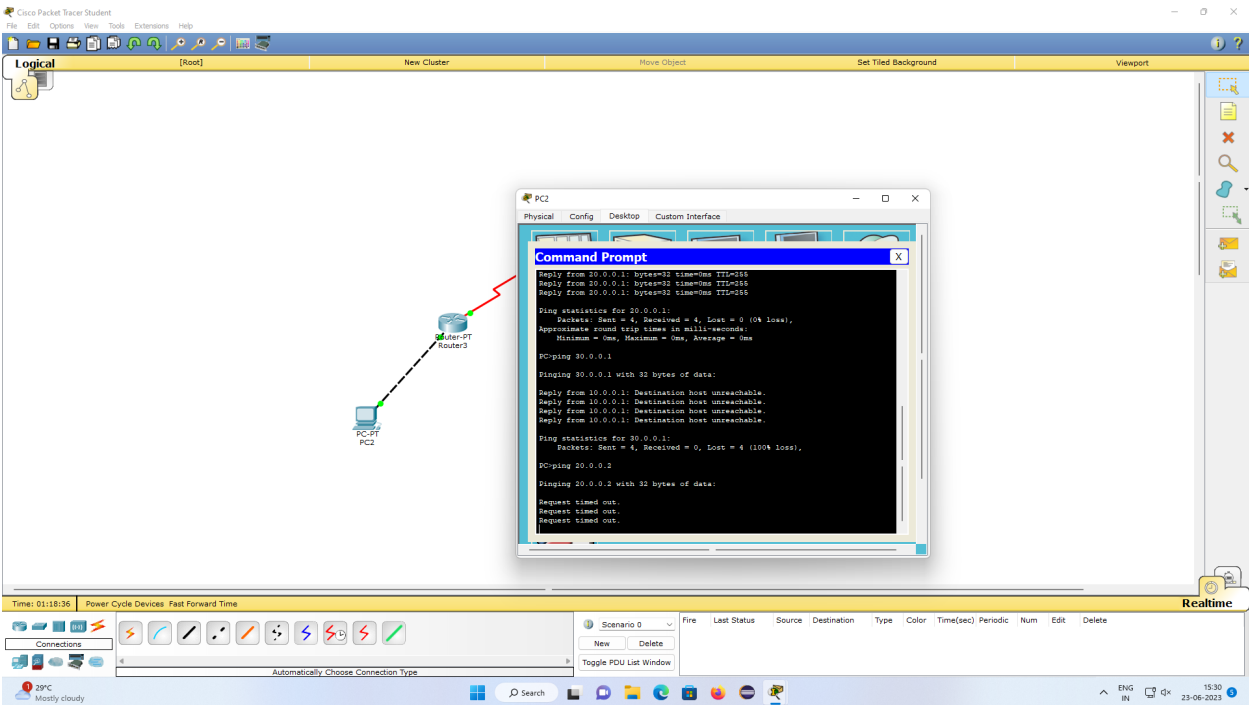 Cisco Packet Tracer Student
File Edit Options View Tools Extensions Help
Logical [Root] New Cluster Move Object Set Tiled Background Viewport
PC2
Physical Config Desktop Custom Interface
Command Prompt X
Reply from 20.0.0.1: bytes=32 time=0ms TTL=255
Reply from 20.0.0.1: bytes=32 time=0ms TTL=255
Reply from 20.0.0.1: bytes=32 time=0ms TTL=255
Ping statistics for 20.0.0.1:
Packets: Sent = 4, Received = 4, Lost = 0 (0% loss),
Approximate round trip times in milli-seconds:
Minimum = 0ms, Maximum = 0ms, Average = 0ms
PC>ping 30.0.0.1
Pinging 30.0.0.1 with 32 bytes of data:
Reply from 10.0.0.1: Destination host unreachable.
Reply from 10.0.0.1: Destination host unreachable.
Reply from 10.0.0.1: Destination host unreachable.
Reply from 10.0.0.1: Destination host unreachable.
Ping statistics for 30.0.0.1:
Packets: Sent = 4, Received = 0, Lost = 4 (100% loss),
PC>ping 20.0.0.2
Pinging 20.0.0.2 with 32 bytes of data:
Request timed out.
Request timed out.
Request timed out.
Router-PT
Router3
PC-PT
PC2
Time: 01:18:36 Power Cycle Devices Fast Forward Time Realtime
Connections
Automatically Choose Connection Type
Scenario 0
New Delete
Toggle PDU List Window
Fire Last Status Source Destination Type Color Time(sec) Periodic Num Edit Delete
1
29°C
Mostly cloudy
Search
ENG
IN
15:30
23-06-2023
5